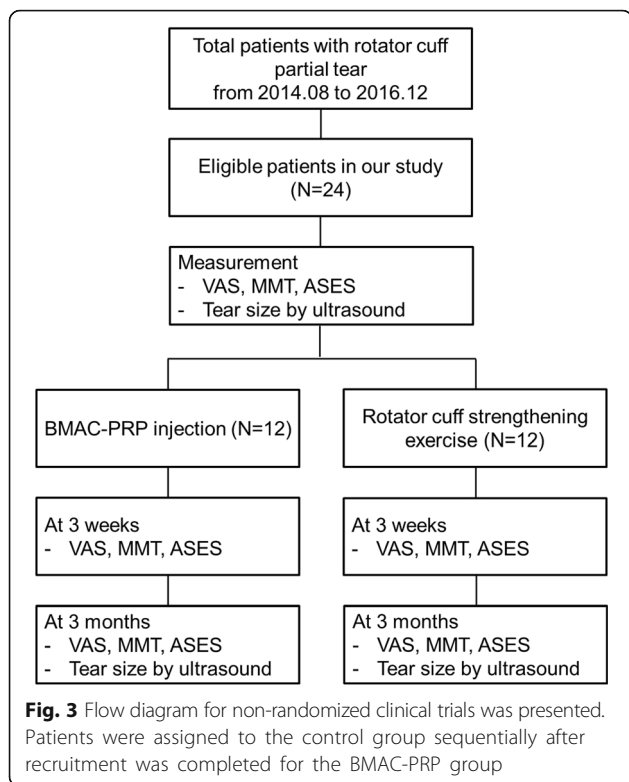 Total patients with rotator cuff
partial tear
from 2014.08 to 2016.12
Eligible patients in our study
(N=24)
Measurement
- VAS, MMT, ASES
- Tear size by ultrasound
BMAC-PRP injection (N=12)
Rotator cuff strengthening
exercise (N=12)
At 3 weeks
- VAS, MMT, ASES
At 3 weeks
- VAS, MMT, ASES
At 3 months
- VAS, MMT, ASES
- Tear size by ultrasound
At 3 months
- VAS, MMT, ASES
- Tear size by ultrasound
Fig. 3 Flow diagram for non-randomized clinical trials was presented.
Patients were assigned to the control group sequentially after
recruitment was completed for the BMAC-PRP group